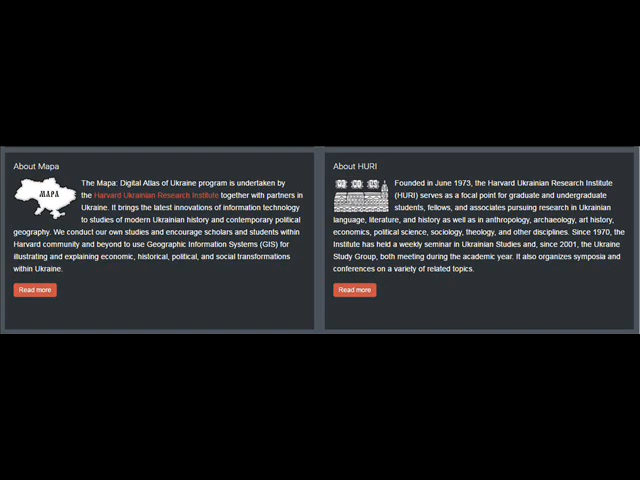 About Mapa
MAPA
The Mapa: Digital Atlas of Ukraine program is undertaken by
the Harvard Ukrainian Research Institute together with partners in
Ukraine. It brings the latest innovations of information technology
to studies of modern Ukrainian history and contemporary political
geography. We conduct our own studies and encourage scholars and students within
Harvard community and beyond to use Geographic Information Systems (GIS) for
illustrating and explaining economic, historical, political, and social transformations
within Ukraine.
Read more
About HURI
Founded in June 1973, the Harvard Ukrainian Research Institute
(HURI) serves as a focal point for graduate and undergraduate
students, fellows, and associates pursuing research in Ukrainian
language, literature, and history as well as in anthropology, archaeology, art history,
economics, political science, sociology, theology, and other disciplines. Since 1970, the
Institute has held a weekly seminar in Ukrainian Studies and, since 2001, the Ukraine
Study Group, both meeting during the academic year. It also organizes symposia and
conferences on a variety of related topics.
Read more